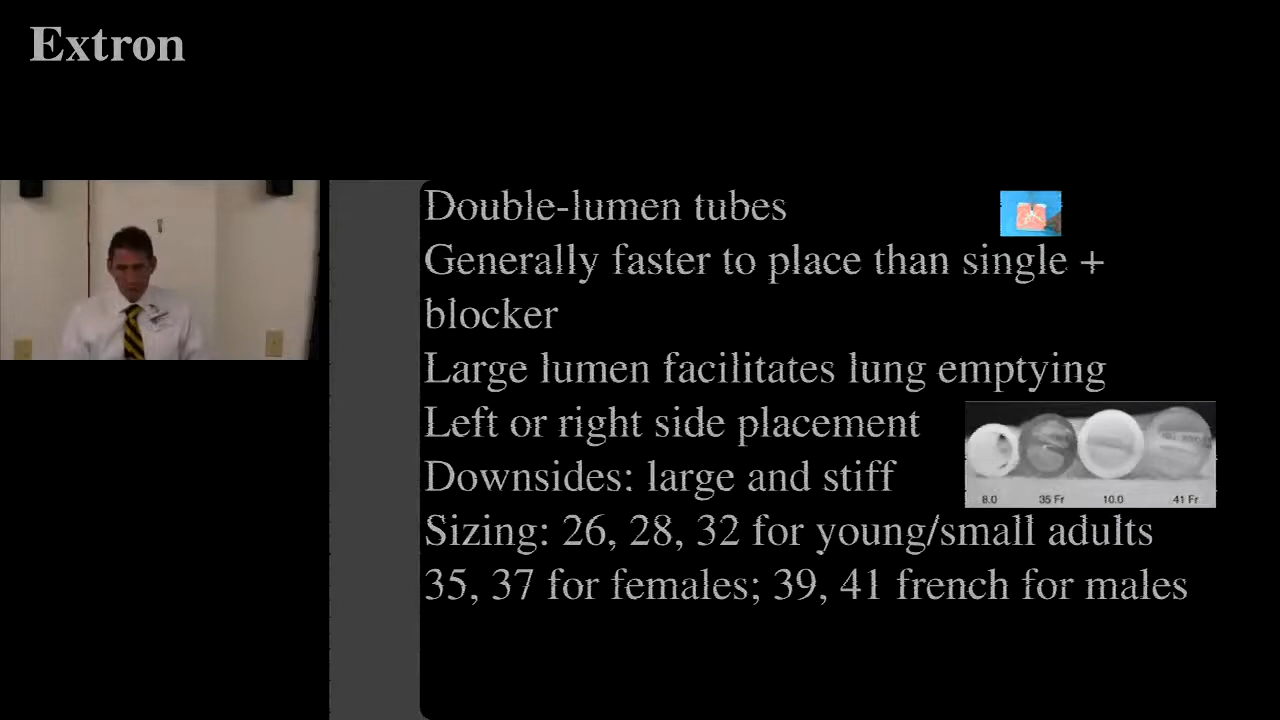 Extron
Double-lumen tubes
Generally faster to place than single +
blocker
Large lumen facilitates lung emptying
Left or right side placement
Downsides: large and stiff
8.0 35 Fr 10.0 41 Fr
Sizing: 26, 28, 32 for young/small adults
35, 37 for females; 39, 41 french for males